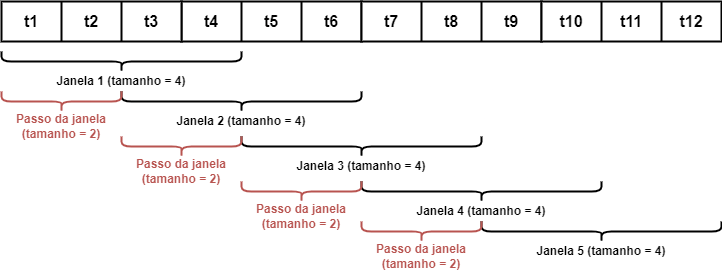 t1 t2 t3 t4 t5 t6 t7 t8 t9 t10 t11 t12
Janela 1 (tamanho = 4)
Passo da janela
(tamanho = 2)
Janela 2 (tamanho = 4)
Passo da janela
(tamanho = 2)
Janela 3 (tamanho = 4)
Passo da janela
(tamanho = 2)
Janela 4 (tamanho = 4)
Passo da janela
(tamanho = 2)
Janela 5 (tamanho = 4)